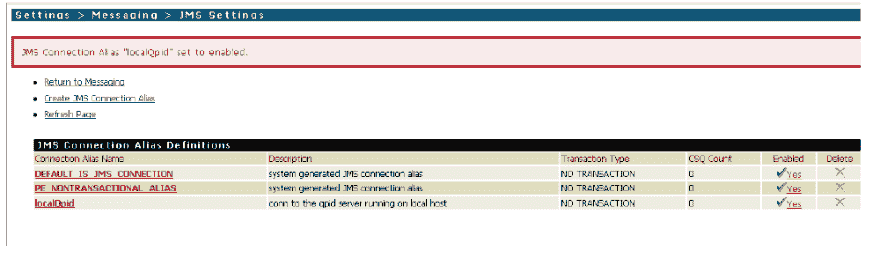 Settings > Messaging > JMS Settings
JMS Connection Alias "localQpid" set to enabled.
Return to Messaging
Create JMS Connection Alias
Refresh Page
JMS Connection Alias Definitions
Connection Alias Name Description Transaction Type CSQ Count Enabled Delete
DEFAULT_IS_JMS_CONNECTION system generated JMS connection alias NO TRANSACTION 0 Yes
PE_NONTRANSACTIONAL_ALIAS system generated JMS connection alias NO TRANSACTION 0 Yes
localQpid conn to the qpid server running on local host NO TRANSACTION 0 Yes